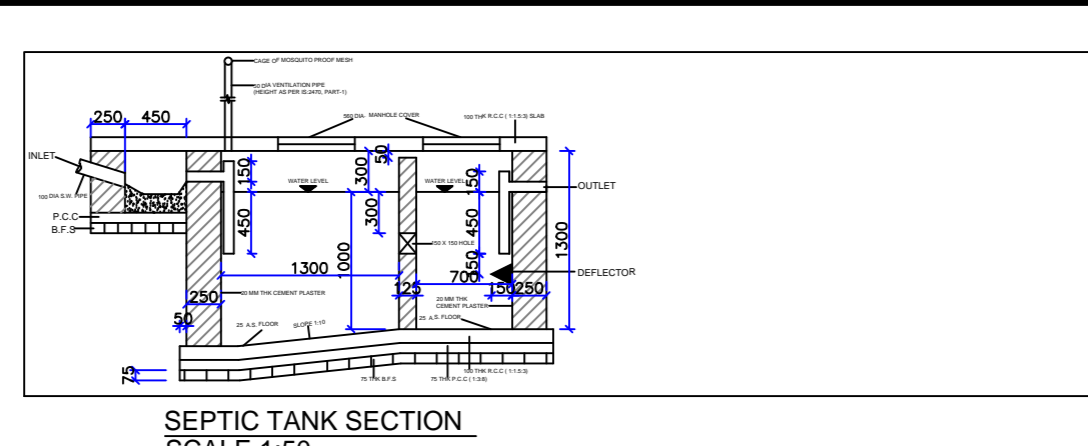 CAGE OF MOSQUITO PROOF MESH
50 DIA VENTILATION PIPE
(HEIGHT AS PER IS:2470, PART-1)
250 450
560 DIA. MANHOLE COVER
100 THK R.C.C ( 1:1.5:3) SLAB
INLET
100 DIA S.W. PIPE
P.C.C
B.F.S
150
300
50
150
WATER LEVEL
WATER LEVEL
OUTLET
450
300
450
1300
150 X 150 HOLE
1300
1000
150
DEFLECTOR
700
125
150
250
250
20 MM THK CEMENT PLASTER
20 MM THK
CEMENT PLASTER
50
25 A.S. FLOOR
SLOPE 1:10
25 A.S. FLOOR
75
75 THK B.F.S
75 THK P.C.C ( 1:3:6)
100 THK R.C.C ( 1:1.5:3)
SEPTIC TANK SECTION
SCALE 1:50